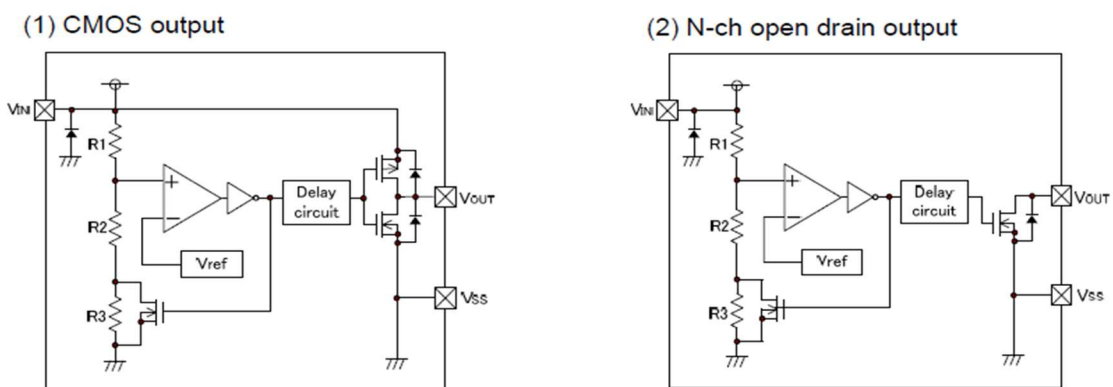 (1) CMOS output
VIN
R1
R2
R3
+
−
Vref
Delay
circuit
VOUT
VSS
(2) N-ch open drain output
VIN
R1
R2
R3
+
−
Vref
Delay
circuit
VOUT
VSS